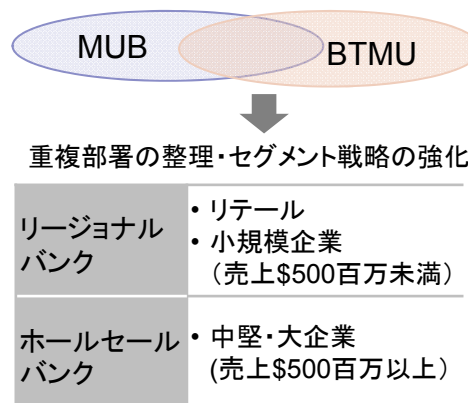 MUB BTMU
重複部署の整理・セグメント戦略の強化
リージョナル
バンク
• リテール
• 小規模企業
（売上$500百万未満）
ホールセール
バンク
• 中堅・大企業
(売上$500百万以上）